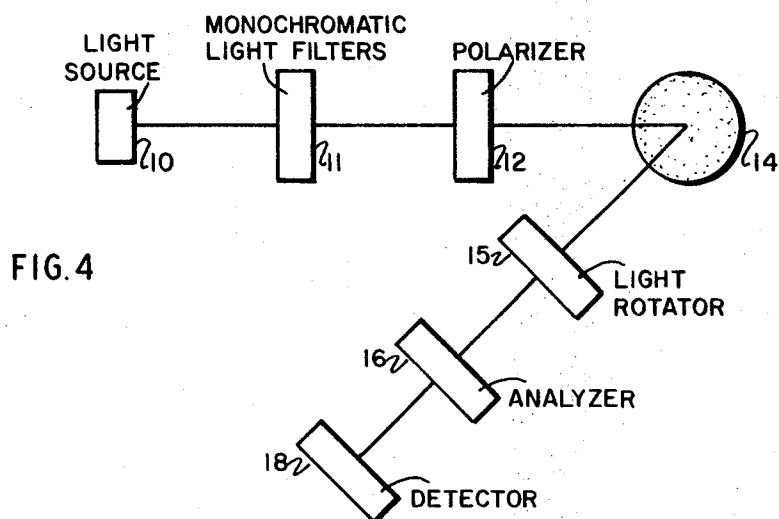 MONOCHROMATIC
LIGHT FILTERS
LIGHT
SOURCE
POLARIZER
10
11
12
14
FIG. 4
15
LIGHT
ROTATOR
16
ANALYZER
18
DETECTOR